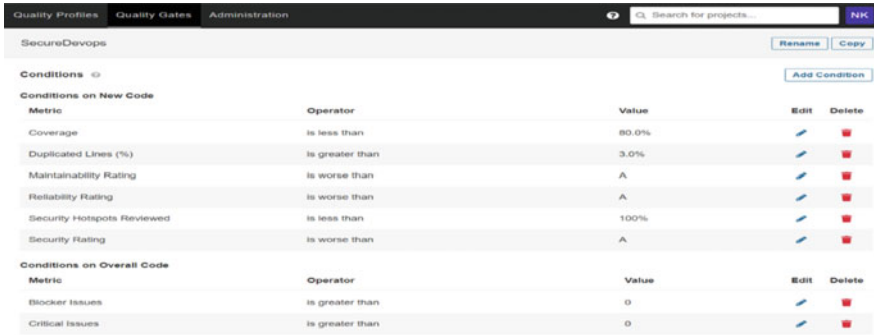 Quality Profiles Quality Gates Administration ? Search for projects... NK
SecureDevops Rename Copy
Conditions Add Condition
Conditions on New Code
Metric Operator Value Edit Delete
Coverage is less than 80.0%
Duplicated Lines (%) is greater than 3.0%
Maintainability Rating is worse than A
Reliability Rating is worse than A
Security Hotspots Reviewed is less than 100%
Security Rating is worse than A
Conditions on Overall Code
Metric Operator Value Edit Delete
Blocker Issues is greater than 0
Critical Issues is greater than 0